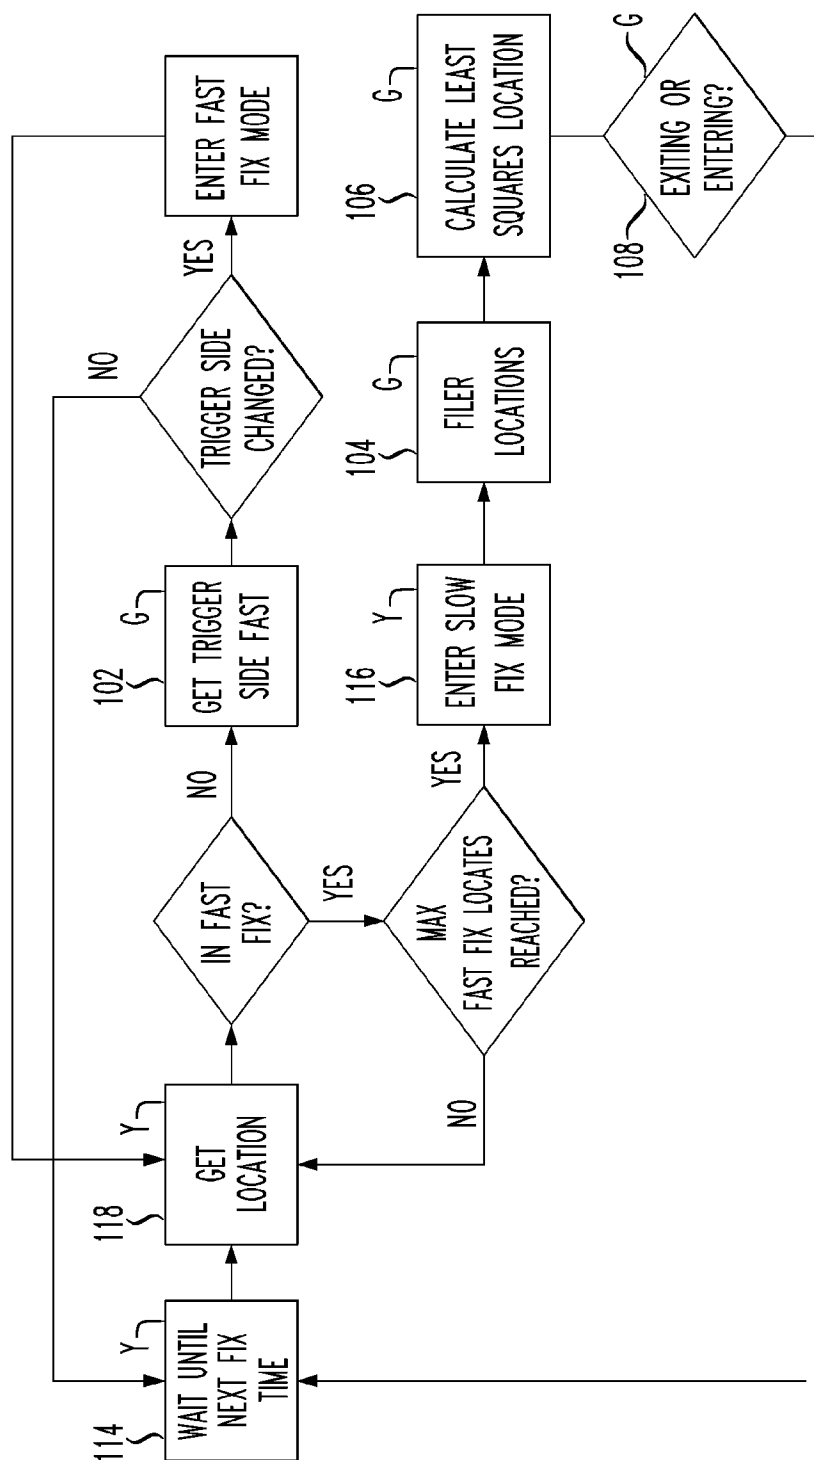 114
Y
WAIT UNTIL
NEXT FIX
TIME
118
Y
GET
LOCATION
IN FAST
FIX?
NO
YES
102
G
GET TRIGGER
SIDE FAST
TRIGGER SIDE
CHANGED?
NO
YES
ENTER FAST
FIX MODE
MAX
FAST FIX LOCATES
REACHED?
NO
YES
116
Y
ENTER SLOW
FIX MODE
104
G
FILER
LOCATIONS
106
G
CALCULATE LEAST
SQUARES LOCATION
108
G
EXITING OR
ENTERING?